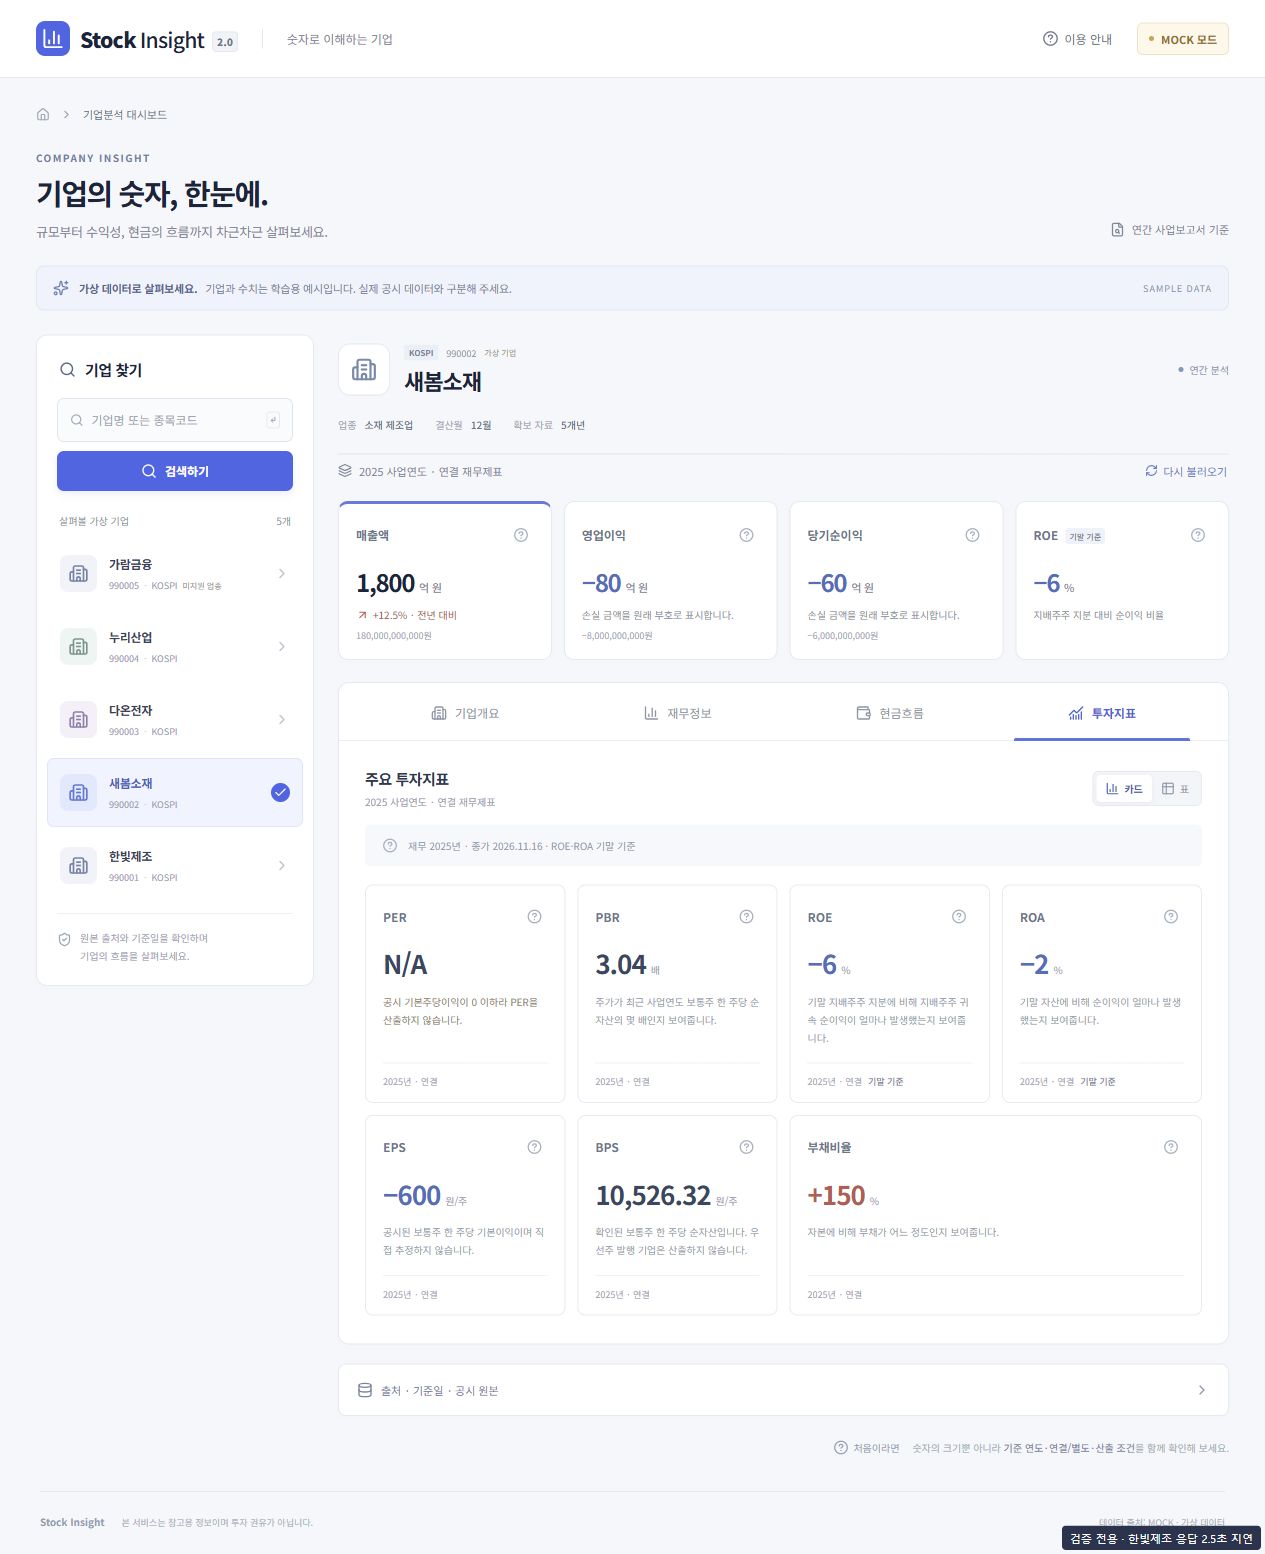 Stock Insight 2.0 숫자로 이해하는 기업 이용 안내 MOCK 모드
기업분석 대시보드
COMPANY INSIGHT
기업의 숫자, 한눈에.
규모부터 수익성, 현금의 흐름까지 차근차근 살펴보세요.
연간 사업보고서 기준
가상 데이터로 살펴보세요. 기업과 수치는 학습용 예시입니다. 실제 공시 데이터와 구분해 주세요. SAMPLE DATA
기업 찾기
기업명 또는 종목코드
검색하기
살펴볼 가상 기업 5개
가람금융
990005 · KOSPI 미지원 업종
누리산업
990004 · KOSPI
다온전자
990003 · KOSPI
새봄소재
990002 · KOSPI
한빛제조
990001 · KOSPI
원본 출처와 기준일을 확인하며
기업의 흐름을 살펴보세요.
KOSPI 990002 가상 기업
새봄소재
연간 분석
업종 소재 제조업 결산월 12월 확보 자료 5개년
2025 사업연도 · 연결 재무제표 다시 불러오기
매출액
1,800 억 원
+12.5% · 전년 대비
180,000,000,000원
영업이익
−80 억 원
손실 금액을 원래 부호로 표시합니다.
−8,000,000,000원
당기순이익
−60 억 원
손실 금액을 원래 부호로 표시합니다.
−6,000,000,000원
ROE 기말 기준
−6 %
지배주주 지분 대비 순이익 비율
기업개요 재무정보 현금흐름 투자지표
주요 투자지표
2025 사업연도 · 연결 재무제표
카드 표
재무 2025년 · 종가 2026.11.16 · ROE·ROA 기말 기준
PER
N/A
공시 기본주당이익이 0 이하라 PER을
산출하지 않습니다.
2025년 · 연결
PBR
3.04 배
주가가 최근 사업연도 보통주 한 주당 순
자산의 몇 배인지 보여줍니다.
2025년 · 연결
ROE
−6 %
기말 지배주주 지분에 비해 지배주주 귀
속 순이익이 얼마나 발생했는지 보여줍
니다.
2025년 · 연결 기말 기준
ROA
−2 %
기말 자산에 비해 순이익이 얼마나 발생
했는지 보여줍니다.
2025년 · 연결 기말 기준
EPS
−600 원/주
공시된 보통주 한 주당 기본이익이며 직
접 추정하지 않습니다.
2025년 · 연결
BPS
10,526.32 원/주
확인된 보통주 한 주당 순자산입니다. 우
선주 발행 기업은 산출하지 않습니다.
2025년 · 연결
부채비율
+150 %
자본에 비해 부채가 어느 정도인지 보여줍니다.
2025년 · 연결
출처 · 기준일 · 공시 원본
처음이라면 숫자의 크기뿐 아니라 기준 연도·연결/별도·산출 조건을 함께 확인해 보세요.
Stock Insight 본 서비스는 참고용 정보이며 투자 권유가 아닙니다. 데이터 출처: MOCK · 가상 데이터
검증 전용 · 한빛제조 응답 2.5초 지연